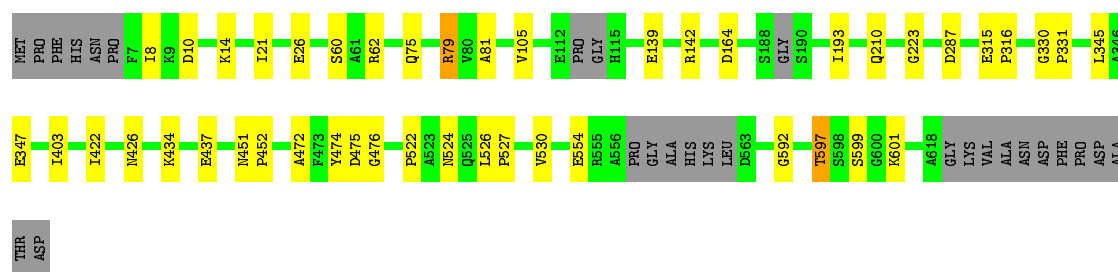 MET PRO PHE HIS ASN PRO F7 I8 K9 D10 K14 I21 E26 S60 A61 R62 Q75 R79 V80 A81 V105 E112 PRO GLY H115 E139 R142 D164 S188 GLY S190 I193 Q210 G223 D287 E315 P316 G330 P331 L345 A346
E347 I403 I422 N426 K434 E437 N451 P452 A472 F473 Y474 D475 G476 P522 A523 N524 Q525 L526 P527 V530 E554 R555 A556 PRO GLY ALA HIS LYS LEU D563 G592 T597 S598 S599 G600 K601 A618 GLY LYS VAL ALA ASN ASP PHE PRO ASP ALA
THR ASP